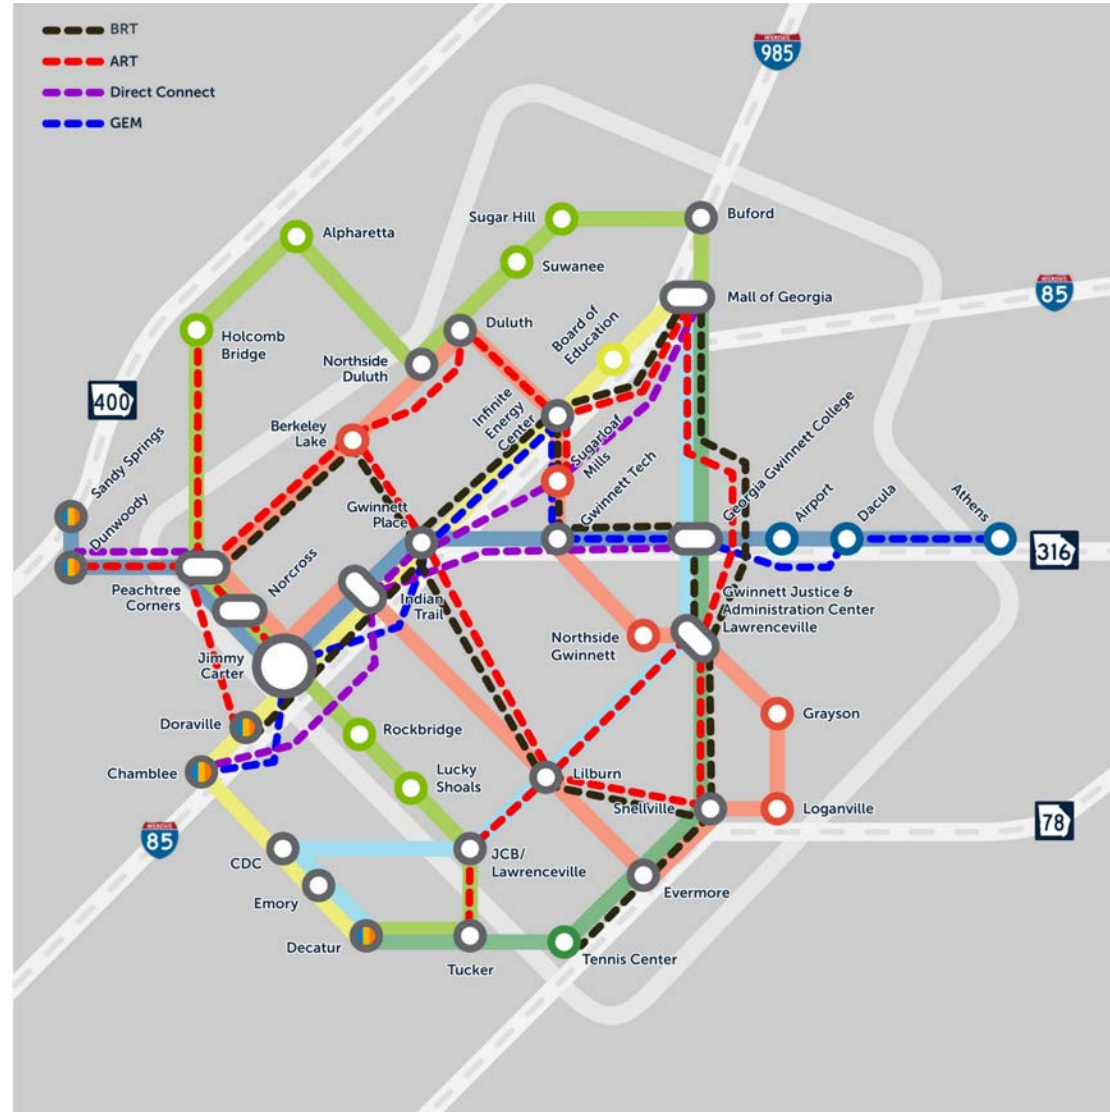 BRT
ART
Direct Connect
GEM
INTERSTATE
985
Sugar Hill
Buford
Alpharetta
Suwanee
INTERSTATE
85
Mall of Georgia
Holcomb
Bridge
Duluth
Board of
Education
Northside
Duluth
400
Infinite
Energy
Center
Berkeley
Lake
Sandy Springs
Sugarloaf
Mills
Georgia Gwinnett College
Gwinnett Tech
Dunwoody
Gwinnett
Place
Airport
Dacula
Athens
316
Norcross
Peachtree
Corners
Indian
Trail
Gwinnett Justice &
Administration Center
Lawrenceville
Northside
Gwinnett
Jimmy
Carter
Doraville
Rockbridge
Grayson
Chamblee
Lucky
Shoals
Lilburn
Snellville
Loganville
78
INTERSTATE
85
CDC
JCB/
Lawrenceville
Emory
Evermore
Decatur
Tucker
Tennis Center